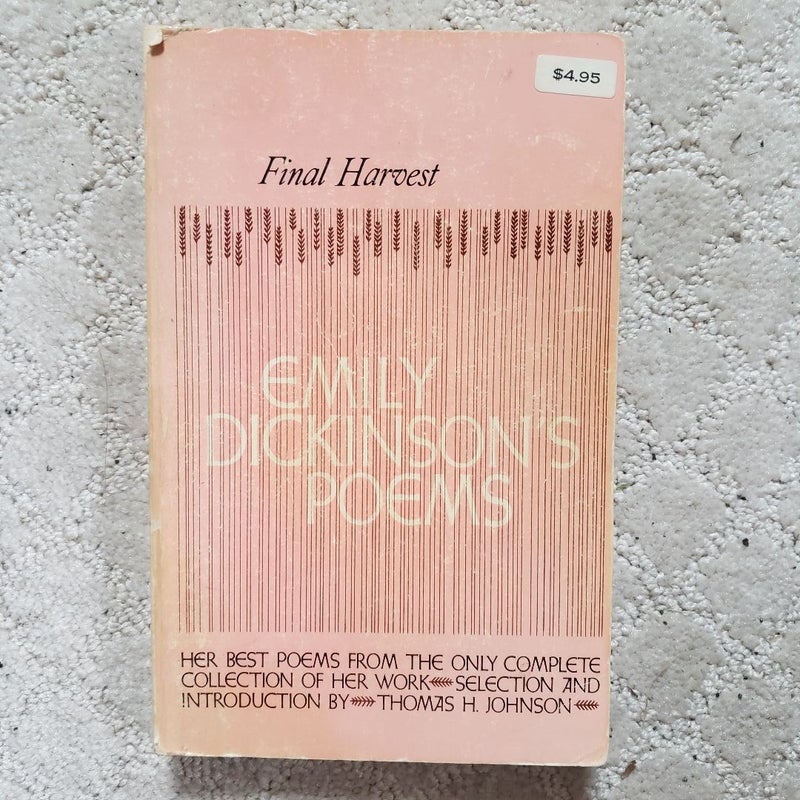 $4.95
Final Harvest
EMILY
DICKINSON'S
POEMS
HER BEST POEMS FROM THE ONLY COMPLETE
COLLECTION OF HER WORK SELECTION AND
INTRODUCTION BY THOMAS H. JOHNSON